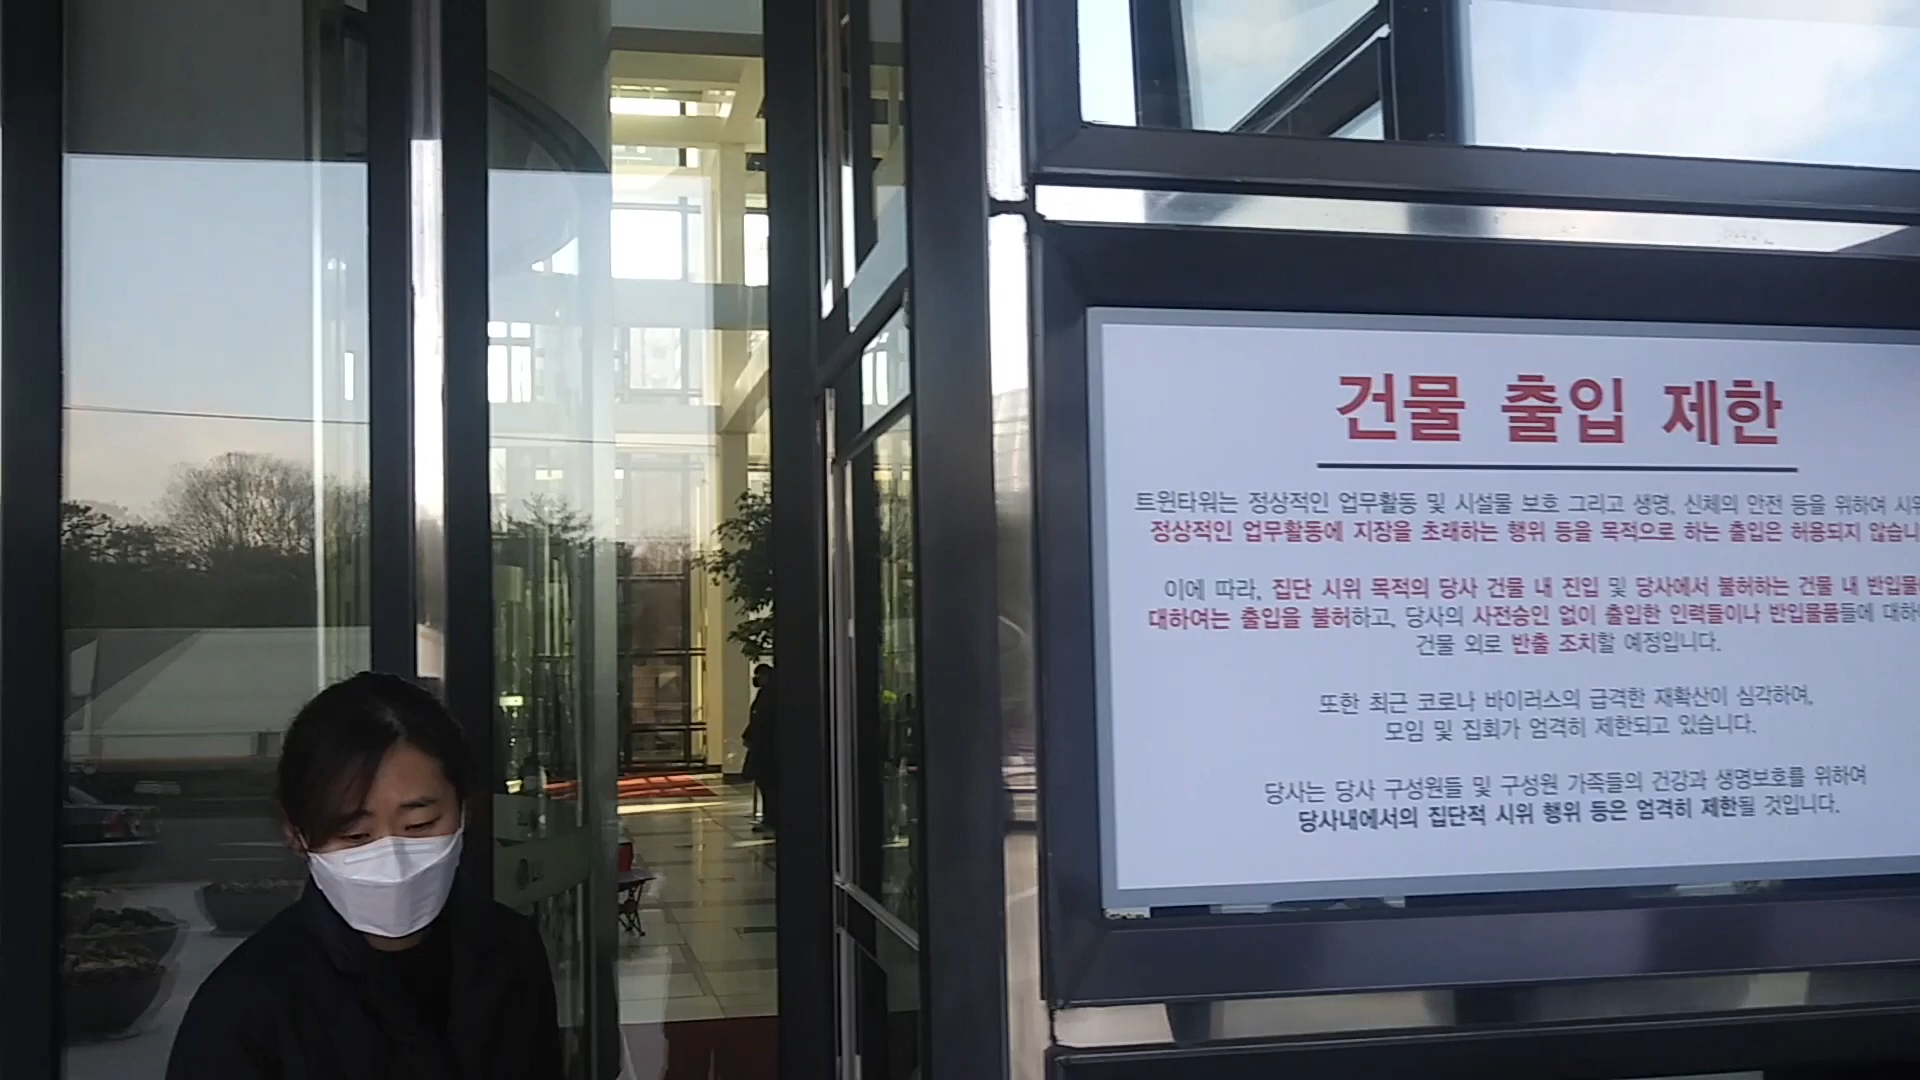 건물 출입 제한
트윈타워는 정상적인 업무활동 및 시설물 보호 그리고 생명, 신체의 안전 등을 위하여
정상적인 업무활동에 지장을 초래하는 행위 등을 목적으로 하는 출입은 허용되지
이에 따라, 집단 시위 목적의 당사 건물 내 진입 및 당사에서 불허하는 건물 내
대하여는 출입을 불허하고, 당사의 사전승인 없이 출입한 인력들이나 반입물품들에
건물 외로 반출 조치할 예정입니다.
또한 최근 코로나 바이러스의 급격한 재확산이 심각하여,
모임 및 집회가 엄격히 제한되고 있습니다.
당사는 당사 구성원들 및 구성원 가족들의 건강과 생명보호를 위하여
당사내에서의 집단적 시위 행위 등은 엄격히 제한될 것입니다.